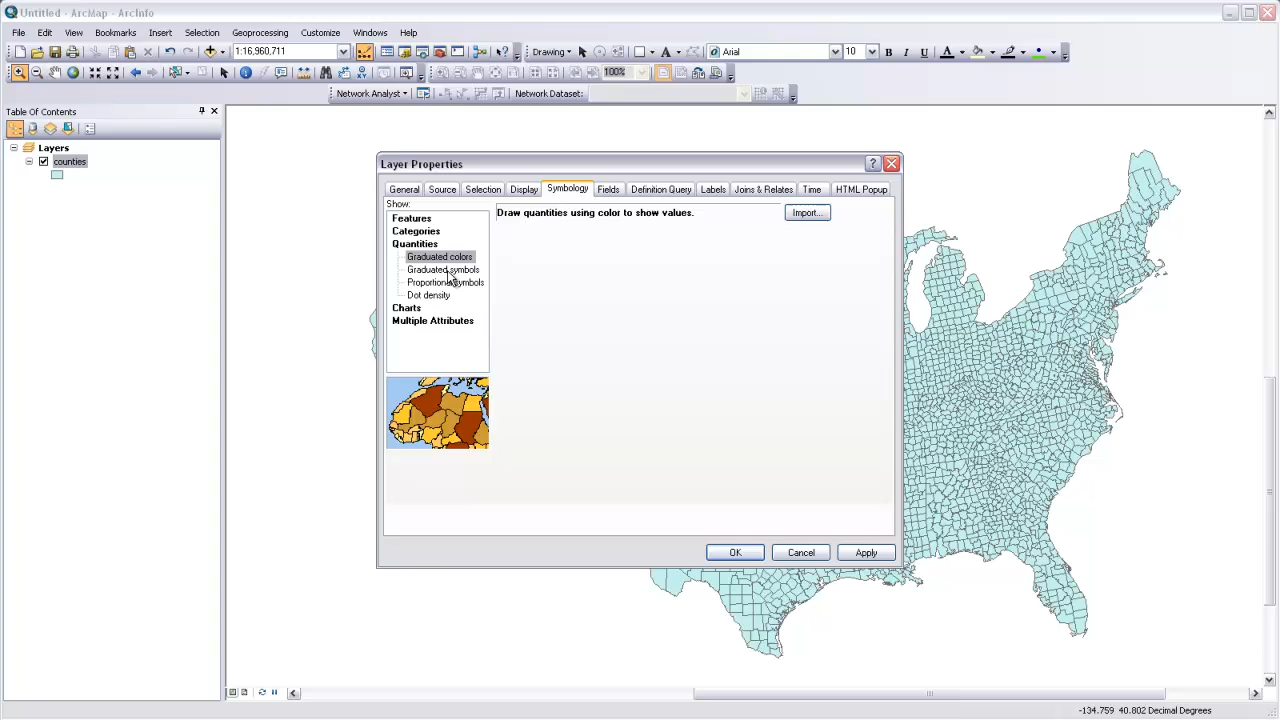 Untitled - ArcMap - ArcInfo
File Edit View Bookmarks Insert Selection Geoprocessing Customize Windows Help
1:16,960,711 Drawing Arial 10 B I U A
100%
Network Analyst Network Dataset:
Table Of Contents
Layers
counties
Layer Properties
General Source Selection Display Symbology Fields Definition Query Labels Joins & Relates Time HTML Popup
Show:
Features
Categories
Quantities
Graduated colors
Graduated symbols
Proportional symbols
Dot density
Charts
Multiple Attributes
Draw quantities using color to show values.
Import...
OK Cancel Apply
-134.759 40.802 Decimal Degrees